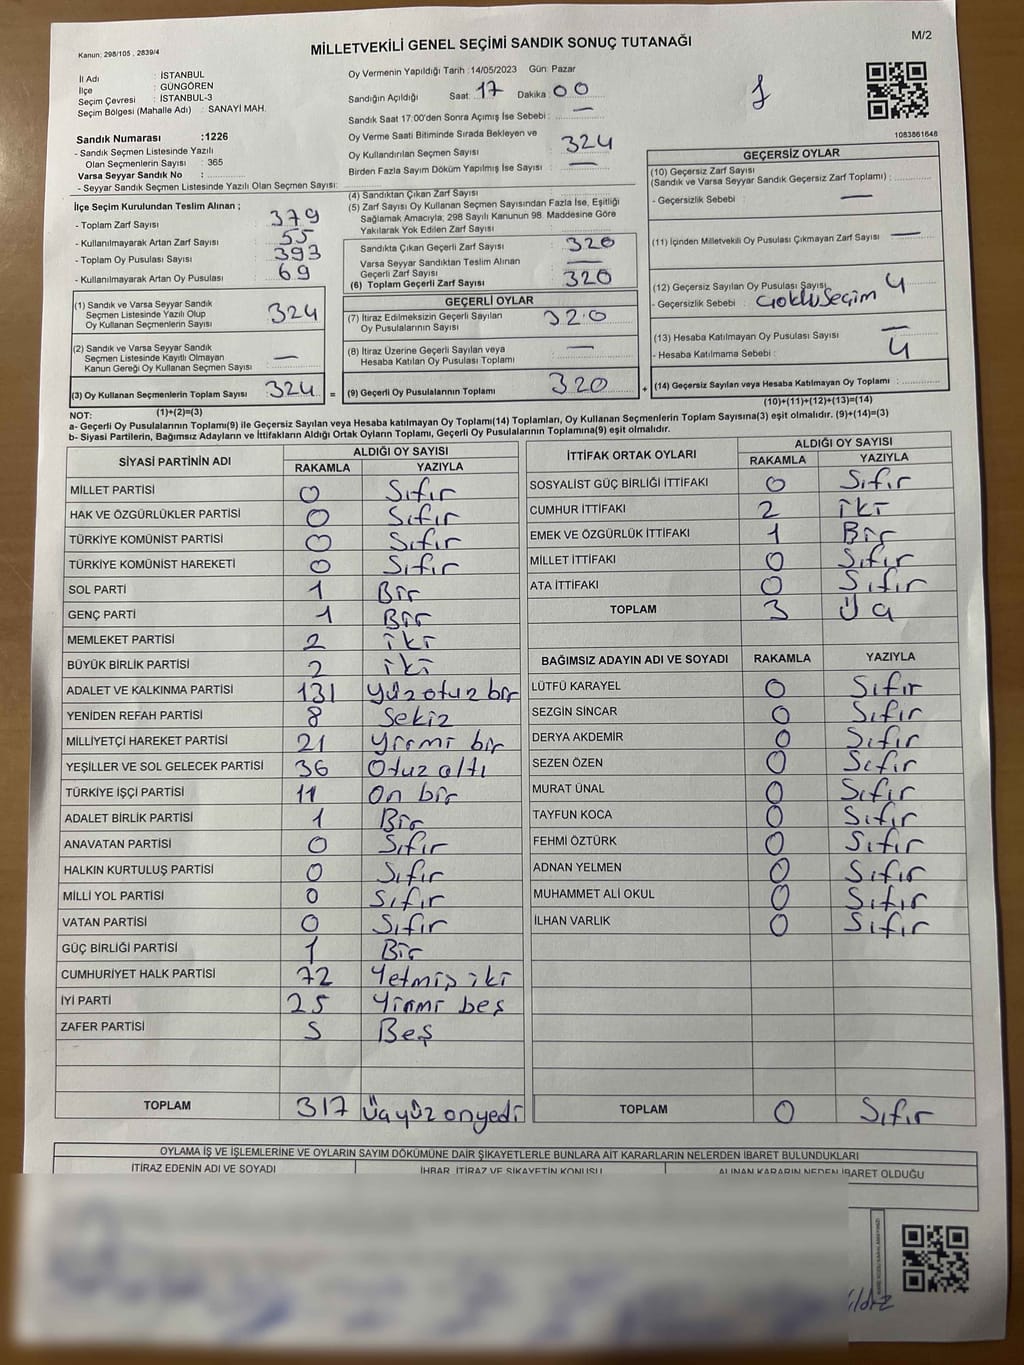 Kanun: 298/105 , 2839/4
MİLLETVEKİLİ GENEL SEÇİMİ SANDIK SONUÇ TUTANAĞI
M/2
İl Adı : İSTANBUL
İlçe : GÜNGÖREN
Seçim Çevresi : İSTANBUL-3
Seçim Bölgesi (Mahalle Adı) : SANAYİ MAH.
Sandık Numarası :1226
- Sandık Seçmen Listesinde Yazılı
Olan Seçmenlerin Sayısı : 365
Varsa Seyyar Sandık No :
- Seyyar Sandık Seçmen Listesinde Yazılı Olan Seçmen Sayısı:
Oy Vermenin Yapıldığı Tarih :14/05/2023 Gün: Pazar
Sandığın Açıldığı Saat: 17 Dakika: 00
Sandık Saat 17:00'den Sonra Açımış İse Sebebi : —
Oy Verme Saati Bitiminde Sırada Bekleyen ve
Oy Kullandırılan Seçmen Sayısı : 324
Birden Fazla Sayım Döküm Yapılmış İse Sayısı : —
1083861648
İlçe Seçim Kurulundan Teslim Alınan ;
- Toplam Zarf Sayısı : 379
- Kullanılmayarak Artan Zarf Sayısı : 55
- Toplam Oy Pusulası Sayısı : 393
- Kullanılmayarak Artan Oy Pusulası : 69
(4) Sandıktan Çıkan Zarf Sayısı :
(5) Zarf Sayısı Oy Kullanan Seçmen Sayısından Fazla İse, Eşitliği
Sağlamak Amacıyla; 298 Sayılı Kanunun 98. Maddesine Göre
Yakılarak Yok Edilen Zarf Sayısı :
Sandıkta Çıkan Geçerli Zarf Sayısı : 320
Varsa Seyyar Sandıktan Teslim Alınan
Geçerli Zarf Sayısı : —
(6) Toplam Geçerli Zarf Sayısı : 320
GEÇERSİZ OYLAR
(10) Geçersiz Zarf Sayısı
(Sandık ve Varsa Seyyar Sandık Geçersiz Zarf Toplamı) :
- Geçersizlik Sebebi : —
(11) İçinden Milletvekili Oy Pusulası Çıkmayan Zarf Sayısı : —
(12) Geçersiz Sayılan Oy Pusulası Sayısı : 4
- Geçersizlik Sebebi : çoklu seçim
(13) Hesaba Katılmayan Oy Pusulası Sayısı : —
- Hesaba Katılmama Sebebi : 4
(14) Geçersiz Sayılan veya Hesaba Katılmayan Oy Toplamı :
(10)+(11)+(12)+(13)=(14)
(1) Sandık ve Varsa Seyyar Sandık
Seçmen Listesinde Yazılı Olup
Oy Kullanan Seçmenlerin Sayısı : 324
(2) Sandık ve Varsa Seyyar Sandık
Seçmen Listesinde Kayıtlı Olmayan
Kanun Gereği Oy Kullanan Seçmen Sayısı : —
(3) Oy Kullanan Seçmenlerin Toplam Sayısı : 324 =
(1)+(2)=(3)
GEÇERLİ OYLAR
(7) İtiraz Edilmeksizin Geçerli Sayılan
Oy Pusulalarının Sayısı : 320
(8) İtiraz Üzerine Geçerli Sayılan veya
Hesaba Katılan Oy Pusulası Toplamı : —
(9) Geçerli Oy Pusulalarının Toplamı : 320 +
NOT:
a- Geçerli Oy Pusulalarının Toplamı(9) ile Geçersiz Sayılan veya Hesaba katılmayan Oy Toplamı(14) Toplamları, Oy Kullanan Seçmenlerin Toplam Sayısına(3) eşit olmalıdır. (9)+(14)=(3)
b- Siyasi Partilerin, Bağımsız Adayların ve İttifakların Aldığı Ortak Oyların Toplamı, Geçerli Oy Pusulalarının Toplamına(9) eşit olmalıdır.
SİYASİ PARTİNİN ADI ALDIĞI OY SAYISI
RAKAMLA YAZIYLA
MİLLET PARTİSİ 0 Sıfır
HAK VE ÖZGÜRLÜKLER PARTİSİ 0 Sıfır
TÜRKİYE KOMÜNİST PARTİSİ 0 Sıfır
TÜRKİYE KOMÜNİST HAREKETİ 0 Sıfır
SOL PARTİ 1 Bir
GENÇ PARTİ 1 Bir
MEMLEKET PARTİSİ 2 iki
BÜYÜK BİRLİK PARTİSİ 2 iki
ADALET VE KALKINMA PARTİSİ 131 yüz otuz bir
YENİDEN REFAH PARTİSİ 8 Sekiz
MİLLİYETÇİ HAREKET PARTİSİ 21 yirmi bir
YEŞİLLER VE SOL GELECEK PARTİSİ 36 Otuz altı
TÜRKİYE İŞÇİ PARTİSİ 11 on bir
ADALET BİRLİK PARTİSİ 1 Bir
ANAVATAN PARTİSİ 0 Sıfır
HALKIN KURTULUŞ PARTİSİ 0 Sıfır
MİLLİ YOL PARTİSİ 0 Sıfır
VATAN PARTİSİ 0 Sıfır
GÜÇ BİRLİĞİ PARTİSİ 1 Bir
CUMHURİYET HALK PARTİSİ 72 Yetmiş iki
İYİ PARTİ 25 Yirmi beş
ZAFER PARTİSİ 5 Beş
TOPLAM 317 üç yüz onyedi
İTTİFAK ORTAK OYLARI ALDIĞI OY SAYISI
RAKAMLA YAZIYLA
SOSYALİST GÜÇ BİRLİĞİ İTTİFAKI 0 Sıfır
CUMHUR İTTİFAKI 2 iki
EMEK VE ÖZGÜRLÜK İTTİFAKI 1 Bir
MİLLET İTTİFAKI 0 Sıfır
ATA İTTİFAKI 0 Sıfır
TOPLAM 3 Üç
BAĞIMSIZ ADAYIN ADI VE SOYADI RAKAMLA YAZIYLA
LÜTFÜ KARAYEL 0 Sıfır
SEZGİN SİNCAR 0 Sıfır
DERYA AKDEMİR 0 Sıfır
SEZEN ÖZEN 0 Sıfır
MURAT ÜNAL 0 Sıfır
TAYFUN KOCA 0 Sıfır
FEHMİ ÖZTÜRK 0 Sıfır
ADNAN YELMEN 0 Sıfır
MUHAMMET ALİ OKUL 0 Sıfır
İLHAN VARLIK 0 Sıfır
TOPLAM 0 Sıfır
OYLAMA İŞ VE İŞLEMLERİNE VE OYLARIN SAYIM DÖKÜMÜNE DAİR ŞİKAYETLERLE BUNLARA AİT KARARLARIN NELERDEN İBARET BULUNDUKLARI
İTİRAZ EDENİN ADI VE SOYADI İHBAR, İTİRAZ VE ŞİKAYETİN KONUSU ALINAN KARARIN NEDEN İBARET OLDUĞU